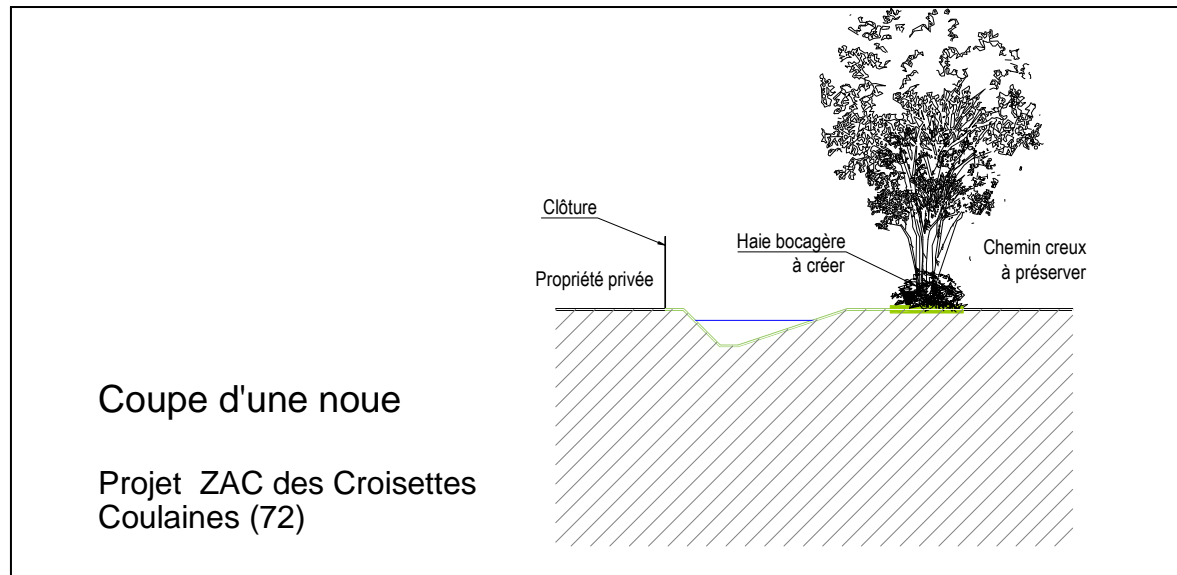 Clôture
Propriété privée
Haie bocagère
à créer
Chemin creux
à préserver
Coupe d'une noue
Projet ZAC des Croisettes
Coulaines (72)